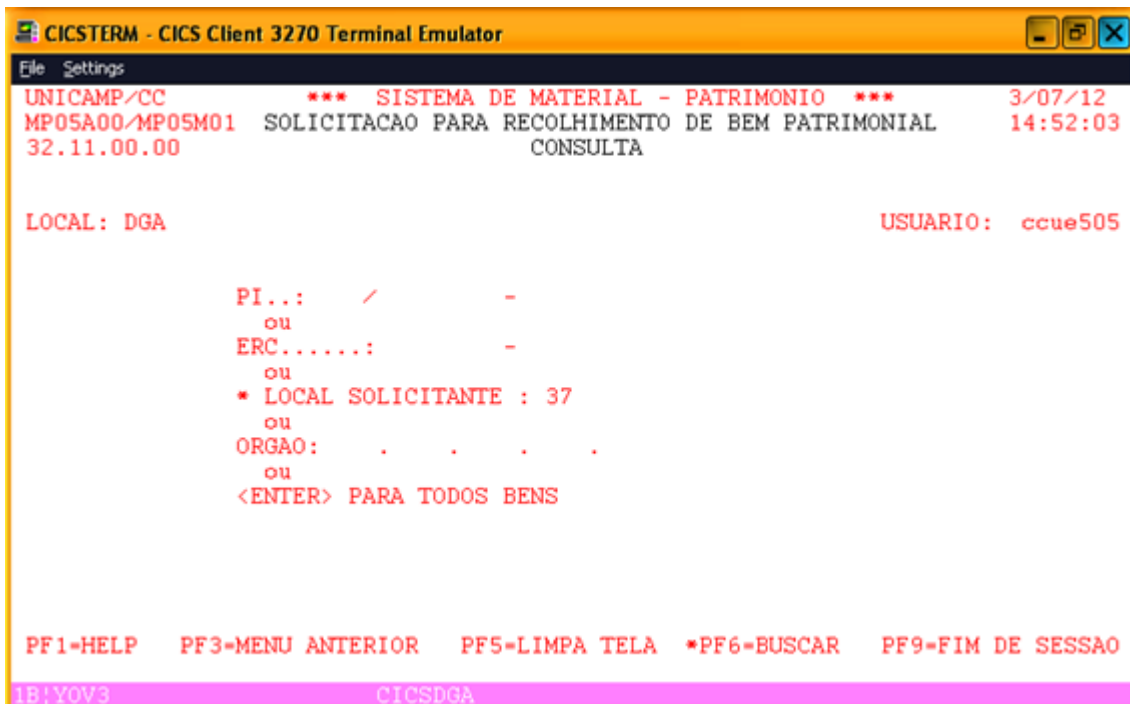 CICSTERM - CICS Client 3270 Terminal Emulator
File Settings
UNICAMP/CC *** SISTEMA DE MATERIAL - PATRIMONIO *** 3/07/12
MP05A00/MP05M01 SOLICITACAO PARA RECOLHIMENTO DE BEM PATRIMONIAL 14:52:03
32.11.00.00 CONSULTA
LOCAL: DGA USUARIO: ccue505
PI..: / -
ou
ERC......: -
ou
* LOCAL SOLICITANTE : 37
ou
ORGAO: . . . .
ou
<ENTER> PARA TODOS BENS
PF1=HELP PF3=MENU ANTERIOR PF5=LIMPA TELA *PF6=BUSCAR PF9=FIM DE SESSAO
1B¦YOV3 CICSDGA